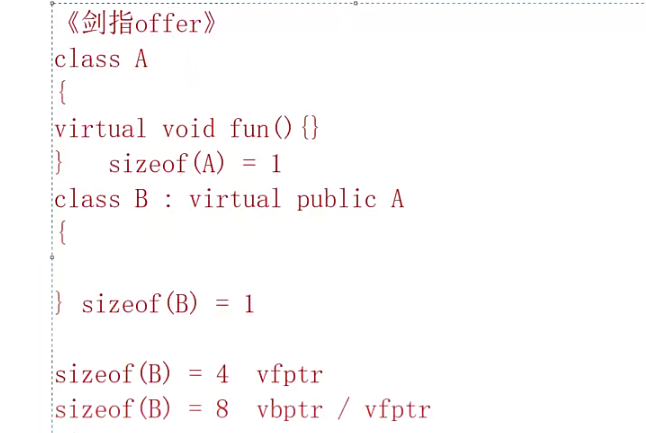 《剑指offer》
class A
{
virtual void fun(){}
}   sizeof(A) = 1
class B : virtual public A
{
} sizeof(B) = 1
sizeof(B) = 4  vfptr
sizeof(B) = 8  vbptr / vfptr